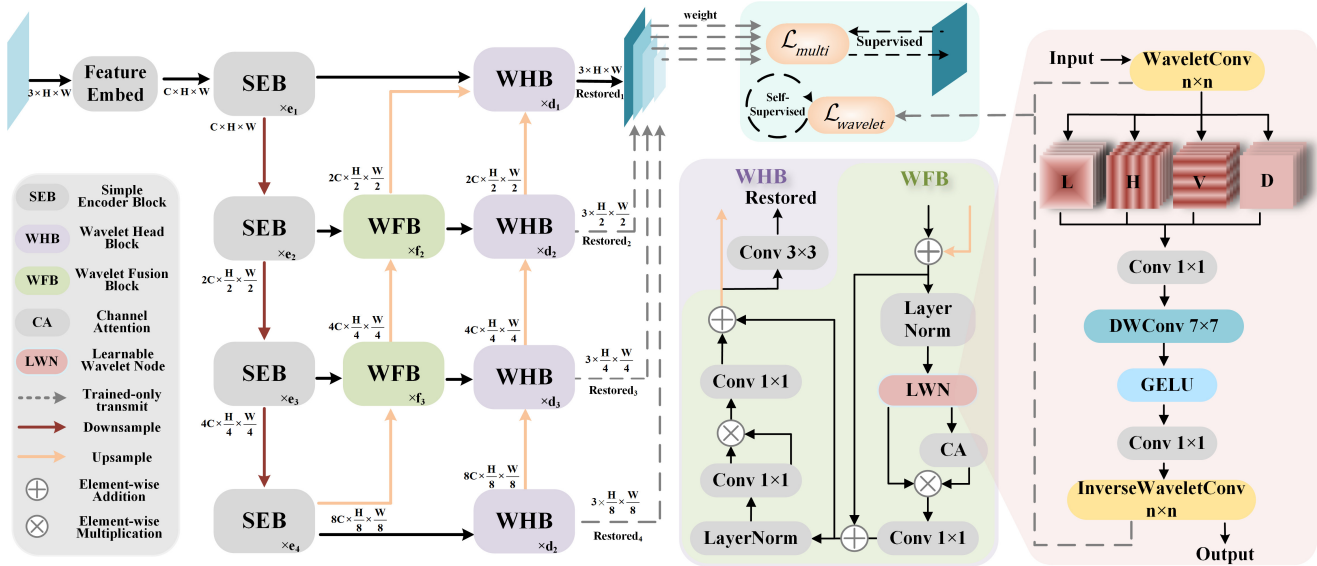 3×H×W
Feature
Embed
C×H×W
SEB
×e1
WHB
×d1
3×H×W
Restored1
C×H×W
2C×H/2×W/2
2C×H/2×W/2
SEB
×e2
WFB
×f2
WHB
×d2
3×H/2×W/2
Restored2
2C×H/2×W/2
4C×H/4×W/4
4C×H/4×W/4
SEB
×e3
WFB
×f3
WHB
×d3
3×H/4×W/4
Restored3
4C×H/4×W/4
8C×H/8×W/8
SEB
×e4
8C×H/8×W/8
WHB
×d2
3×H/8×W/8
Restored4
SEB
Simple
Encoder Block
WHB
Wavelet Head
Block
WFB
Wavelet Fusion
Block
CA
Channel
Attention
LWN
Learnable
Wavelet Node
Trained-only
transmit
Downsample
Upsample
Element-wise
Addition
Element-wise
Multiplication
weight
ℒmulti
Supervised
Self-
Supervised
ℒwavelet
WHB
Restored
Conv 3×3
Conv 1×1
Conv 1×1
LayerNorm
WFB
Layer
Norm
LWN
CA
Conv 1×1
Input
WaveletConv
n×n
L
H
V
D
Conv 1×1
DWConv 7×7
GELU
Conv 1×1
InverseWaveletConv
n×n
Output